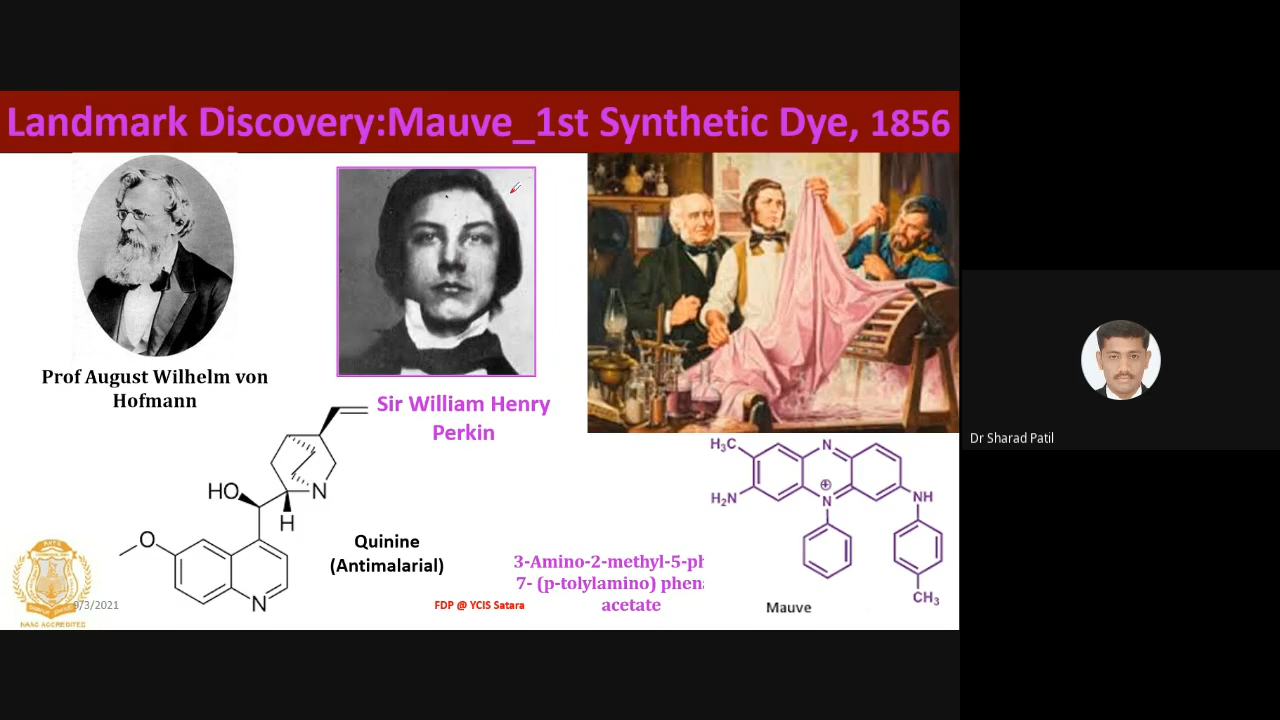 Landmark Discovery:Mauve_1st Synthetic Dye, 1856
Prof August Wilhelm von
Hofmann
Sir William Henry
Perkin
HO
N
H
O
N
Quinine
(Antimalarial)
H₃C
N
H₂N
N
⊕
NH
CH₃
Mauve
3-Amino-2-methyl-5-ph
7- (p-tolylamino) phen
acetate
9/3/2021
FDP @ YCIS Satara
NAAC ACCREDITED
Dr Sharad Patil